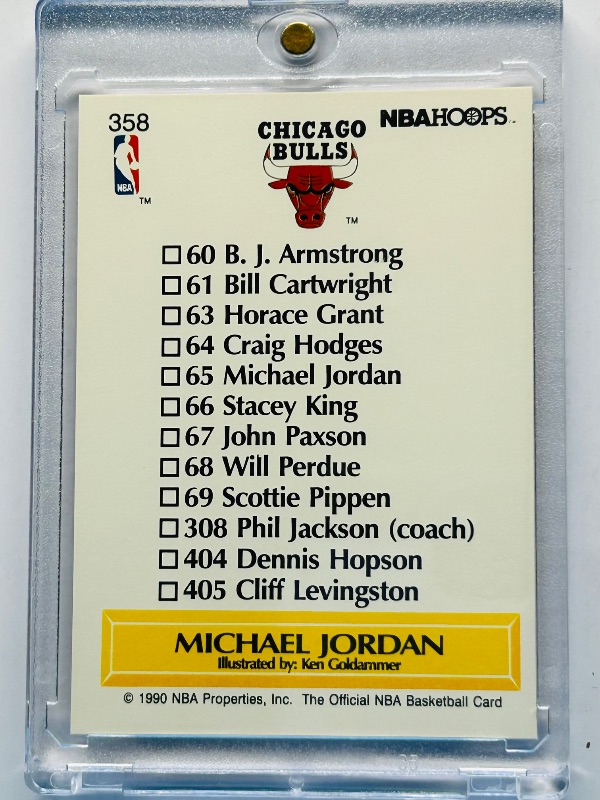 358
NBAHOOPS
NBA
TM
CHICAGO
BULLS
TM
60 B. J. Armstrong
61 Bill Cartwright
63 Horace Grant
64 Craig Hodges
65 Michael Jordan
66 Stacey King
67 John Paxson
68 Will Perdue
69 Scottie Pippen
308 Phil Jackson (coach)
404 Dennis Hopson
405 Cliff Levingston
MICHAEL JORDAN
Illustrated by: Ken Goldammer
© 1990 NBA Properties, Inc. The Official NBA Basketball Card